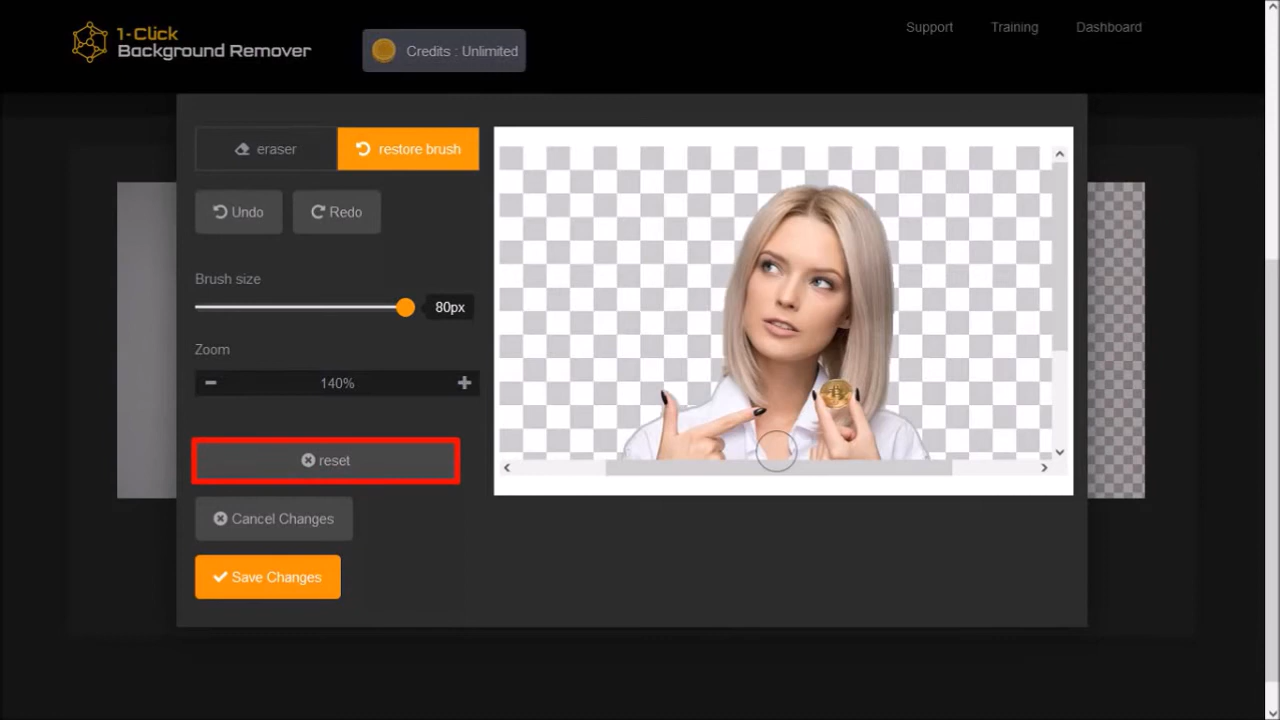 1-Click
Background Remover
Credits : Unlimited
Support
Training
Dashboard
eraser
restore brush
Undo
Redo
Brush size
80px
Zoom
140%
reset
Cancel Changes
Save Changes